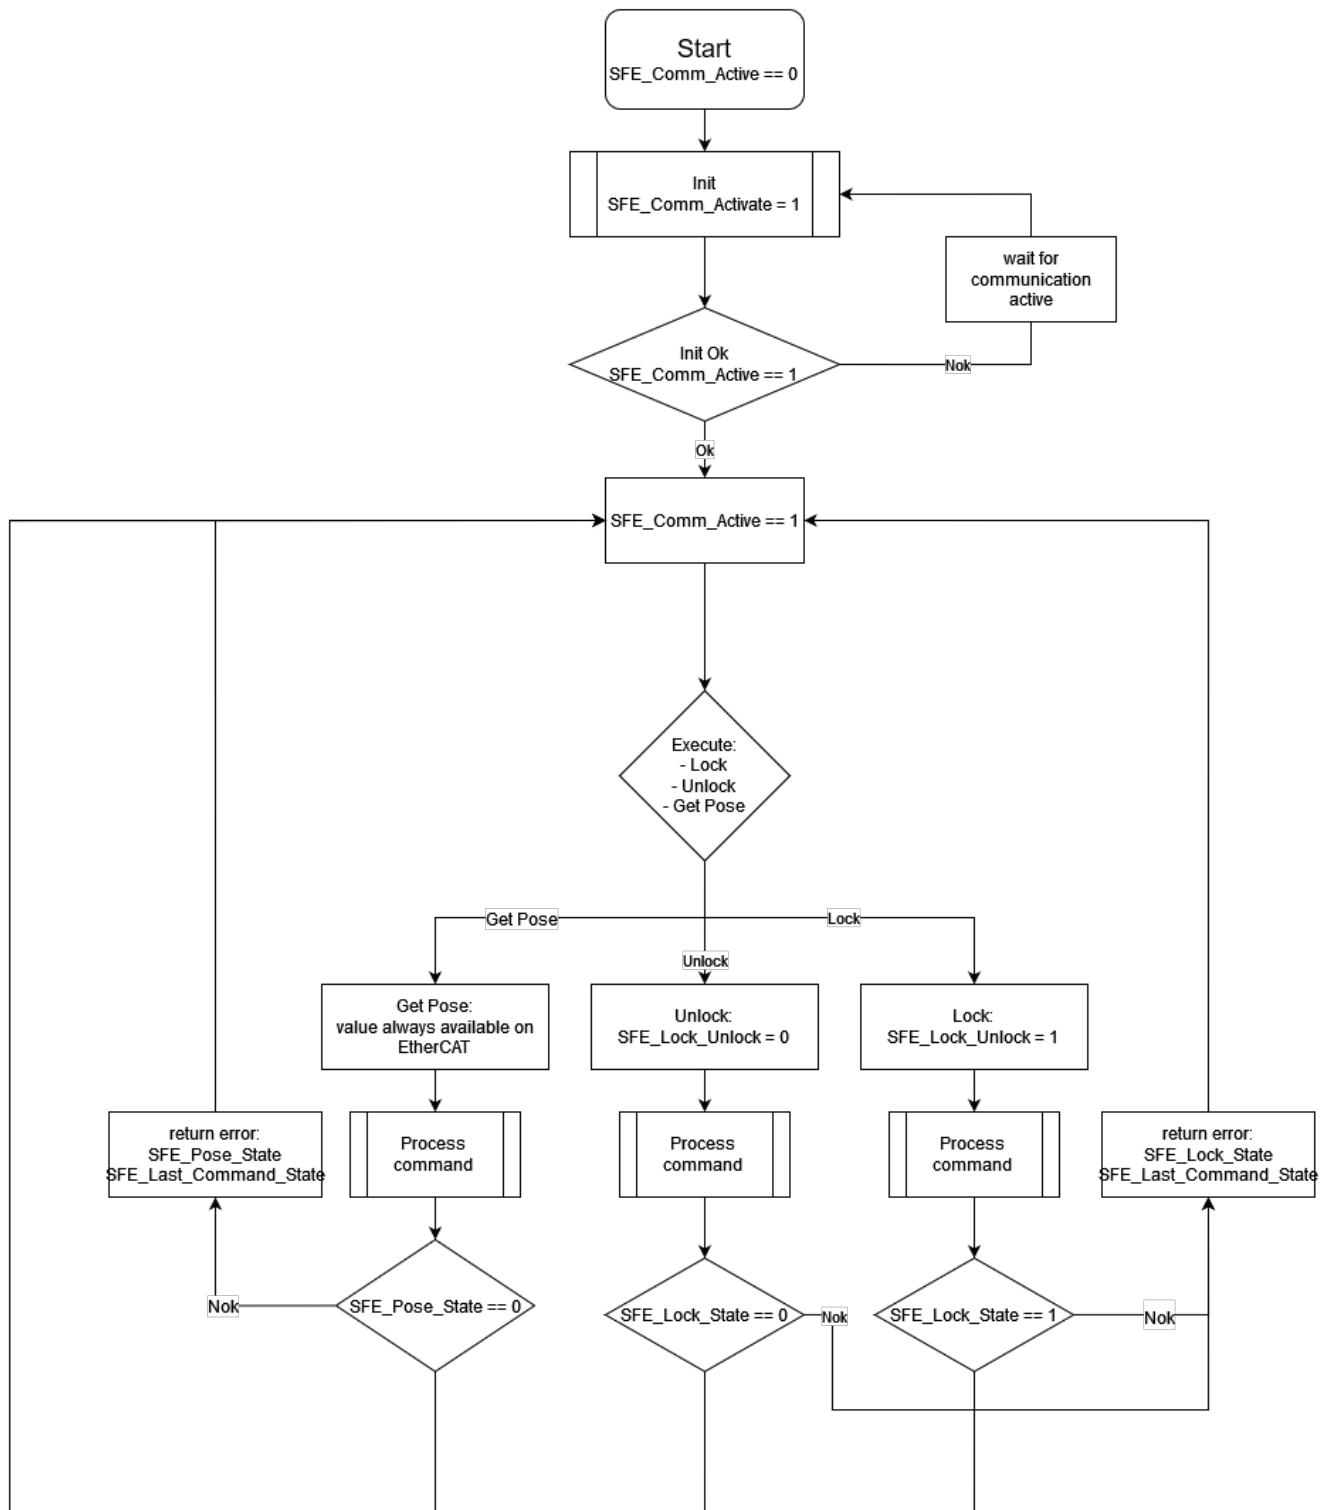 Start
SFE_Comm_Active == 0
Init
SFE_Comm_Activate = 1
wait for
communication
active
Init Ok
SFE_Comm_Active == 1
Nok
Ok
SFE_Comm_Active == 1
Execute:
- Lock
- Unlock
- Get Pose
Get Pose
Lock
Unlock
Get Pose:
value always available on
EtherCAT
Unlock:
SFE_Lock_Unlock = 0
Lock:
SFE_Lock_Unlock = 1
return error:
SFE_Pose_State
SFE_Last_Command_State
Process
command
Process
command
Process
command
return error:
SFE_Lock_State
SFE_Last_Command_State
Nok
SFE_Pose_State == 0
SFE_Lock_State == 0
Nok
SFE_Lock_State == 1
Nok